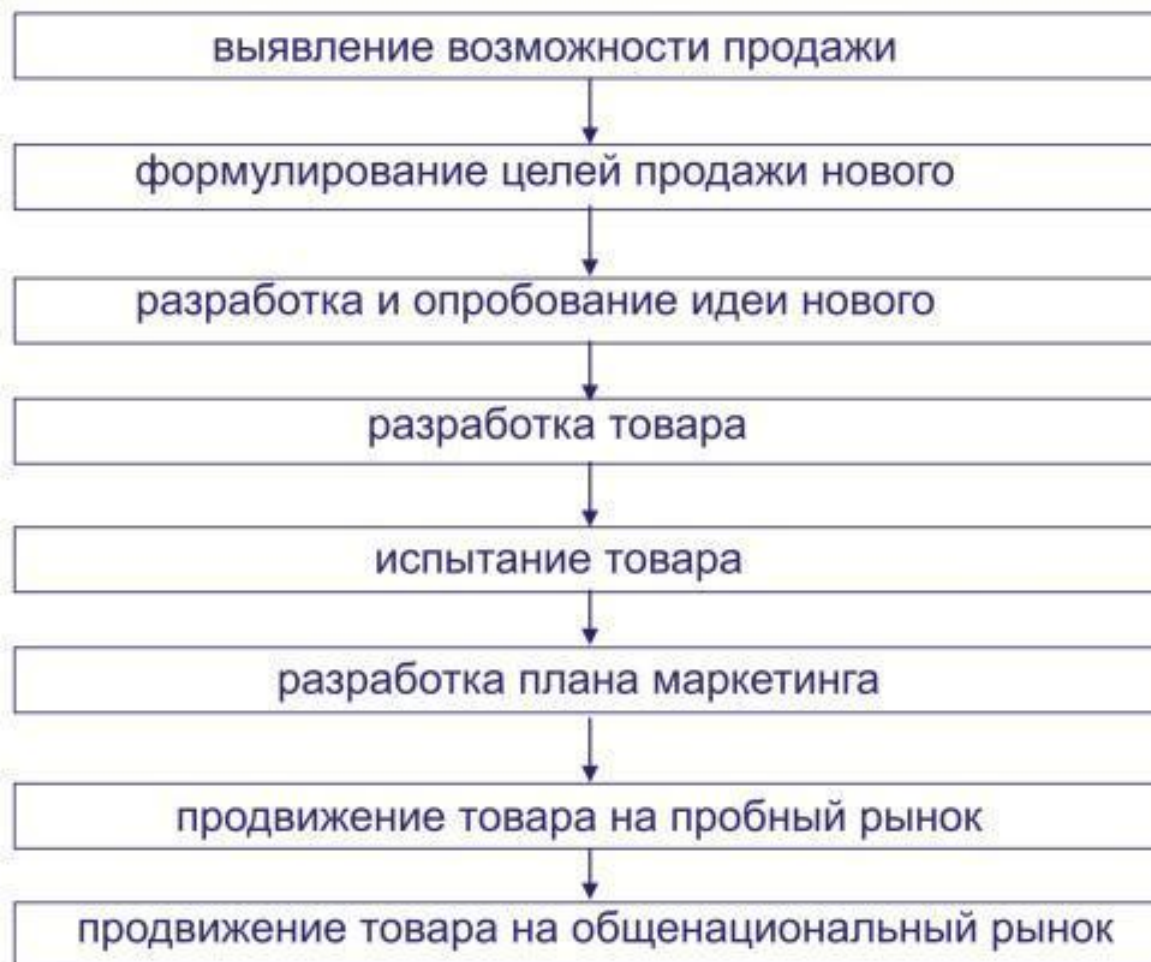 выявление возможности продажи
формулирование целей продажи нового
разработка и опробование идеи нового
разработка товара
испытание товара
разработка плана маркетинга
продвижение товара на пробный рынок
продвижение товара на общенациональный рынок